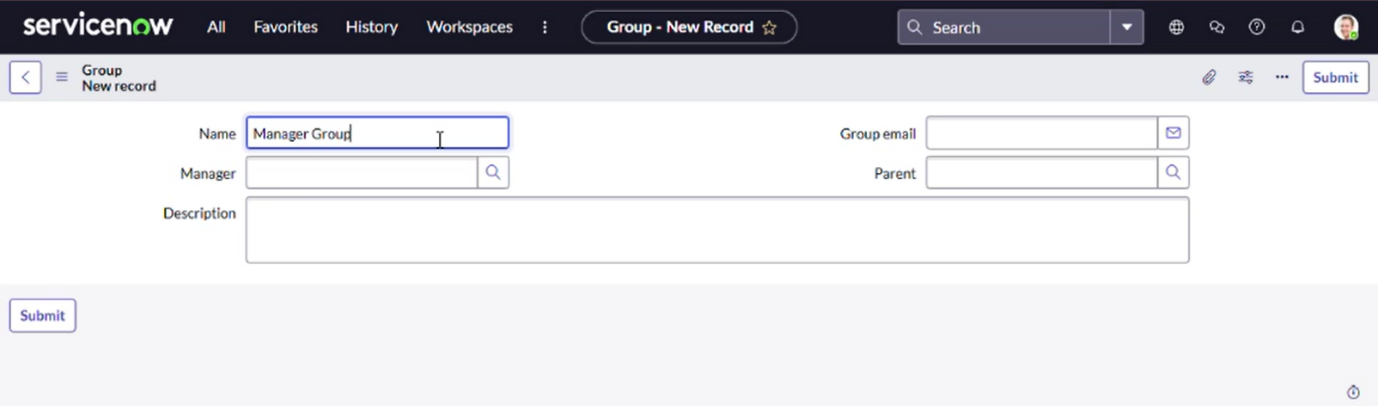 servicenow All Favorites History Workspaces Group - New Record Search
Group
New record
Submit
Name Manager Group Group email
Manager Parent
Description
Submit